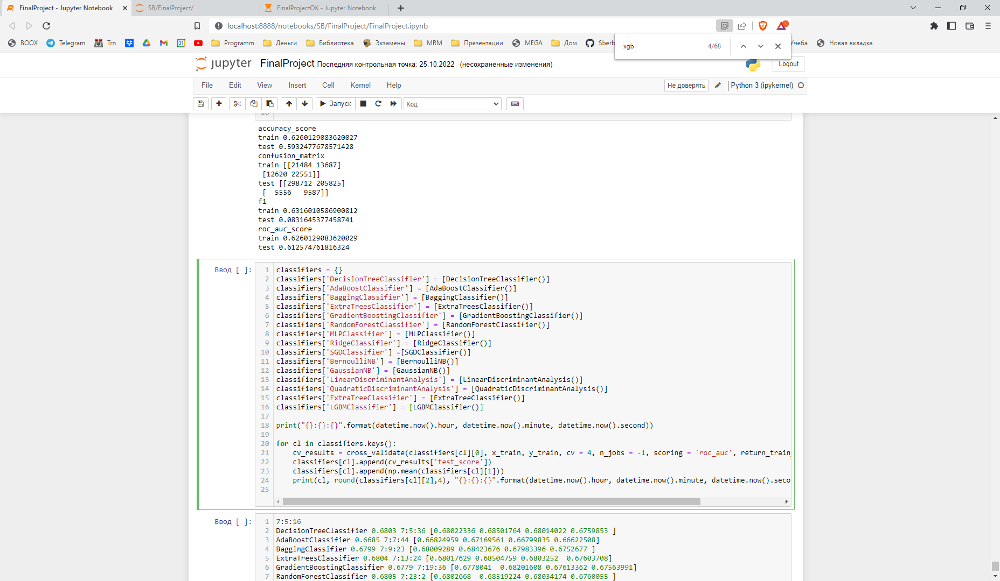 FinalProject - Jupyter Notebook
SB/FinalProject/
FinalProjectOK - Jupyter Notebook
localhost:8888/notebooks/SB/FinalProject/FinalProject.ipynb
3
BOOX
Telegram
Trn
31
Programm
Деньги
Библиотека
Экзамены
MRM
Презентации
MEGA
Дом
Sberb
Учеба
Новая вкладка
xgb 4/68
jupyter FinalProject Последняя контрольная точка: 25.10.2022 (несохраненные изменения)
Logout
File Edit View Insert Cell Kernel Help
Не доверять
Python 3 (ipykernel)
Запуск
Код
accuracy_score
train 0.6260129083620027
test 0.5932477678571428
confusion_matrix
train [[21484 13687]
[12620 22551]]
test [[298712 205825]
[ 5556 9587]]
f1
train 0.6316010586900812
test 0.0831645377458741
roc_auc_score
train 0.6260129083620029
test 0.612574761816324
Ввод [ ]:
1 classifiers = {}
2 classifiers['DecisionTreeClassifier'] = [DecisionTreeClassifier()]
3 classifiers['AdaBoostClassifier'] = [AdaBoostClassifier()]
4 classifiers['BaggingClassifier'] = [BaggingClassifier()]
5 classifiers['ExtraTreesClassifier'] = [ExtraTreesClassifier()]
6 classifiers['GradientBoostingClassifier'] = [GradientBoostingClassifier()]
7 classifiers['RandomForestClassifier'] = [RandomForestClassifier()]
8 classifiers['MLPClassifier'] = [MLPClassifier()]
9 classifiers['RidgeClassifier'] = [RidgeClassifier()]
10 classifiers['SGDClassifier'] =[SGDClassifier()]
11 classifiers['BernoulliNB'] = [BernoulliNB()]
12 classifiers['GaussianNB'] = [GaussianNB()]
13 classifiers['LinearDiscriminantAnalysis'] = [LinearDiscriminantAnalysis()]
14 classifiers['QuadraticDiscriminantAnalysis'] = [QuadraticDiscriminantAnalysis()]
15 classifiers['ExtraTreeClassifier'] = [ExtraTreeClassifier()]
16 classifiers['LGBMClassifier'] = [LGBMClassifier()]
17
18 print("{}:{}:{}".format(datetime.now().hour, datetime.now().minute, datetime.now().second))
19
20 for cl in classifiers.keys():
21 cv_results = cross_validate(classifiers[cl][0], x_train, y_train, cv = 4, n_jobs = -1, scoring = 'roc_auc', return_train_
22 classifiers[cl].append(cv_results['test_score'])
23 classifiers[cl].append(np.mean(classifiers[cl][1]))
24 print(cl, round(classifiers[cl][2],4), "{}:{}:{}".format(datetime.now().hour, datetime.now().minute, datetime.now().seco
25
Ввод [ ]:
1 7:5:16
2 DecisionTreeClassifier 0.6803 7:5:36 [0.68022336 0.68501764 0.68014022 0.6759853 ]
3 AdaBoostClassifier 0.6685 7:7:44 [0.66824959 0.67169561 0.66799835 0.66622508]
4 BaggingClassifier 0.6799 7:9:23 [0.68009289 0.68423676 0.67983396 0.6752677 ]
5 ExtraTreesClassifier 0.6804 7:13:24 [0.68017629 0.68504759 0.6803252 0.67603708]
6 GradientBoostingClassifier 0.6779 7:19:36 [0.6778041 0.68201608 0.67613362 0.67563991]
7 RandomForestClassifier 0.6805 7:23:2 [0.6802668 0.68519224 0.68034174 0.6760055 ]